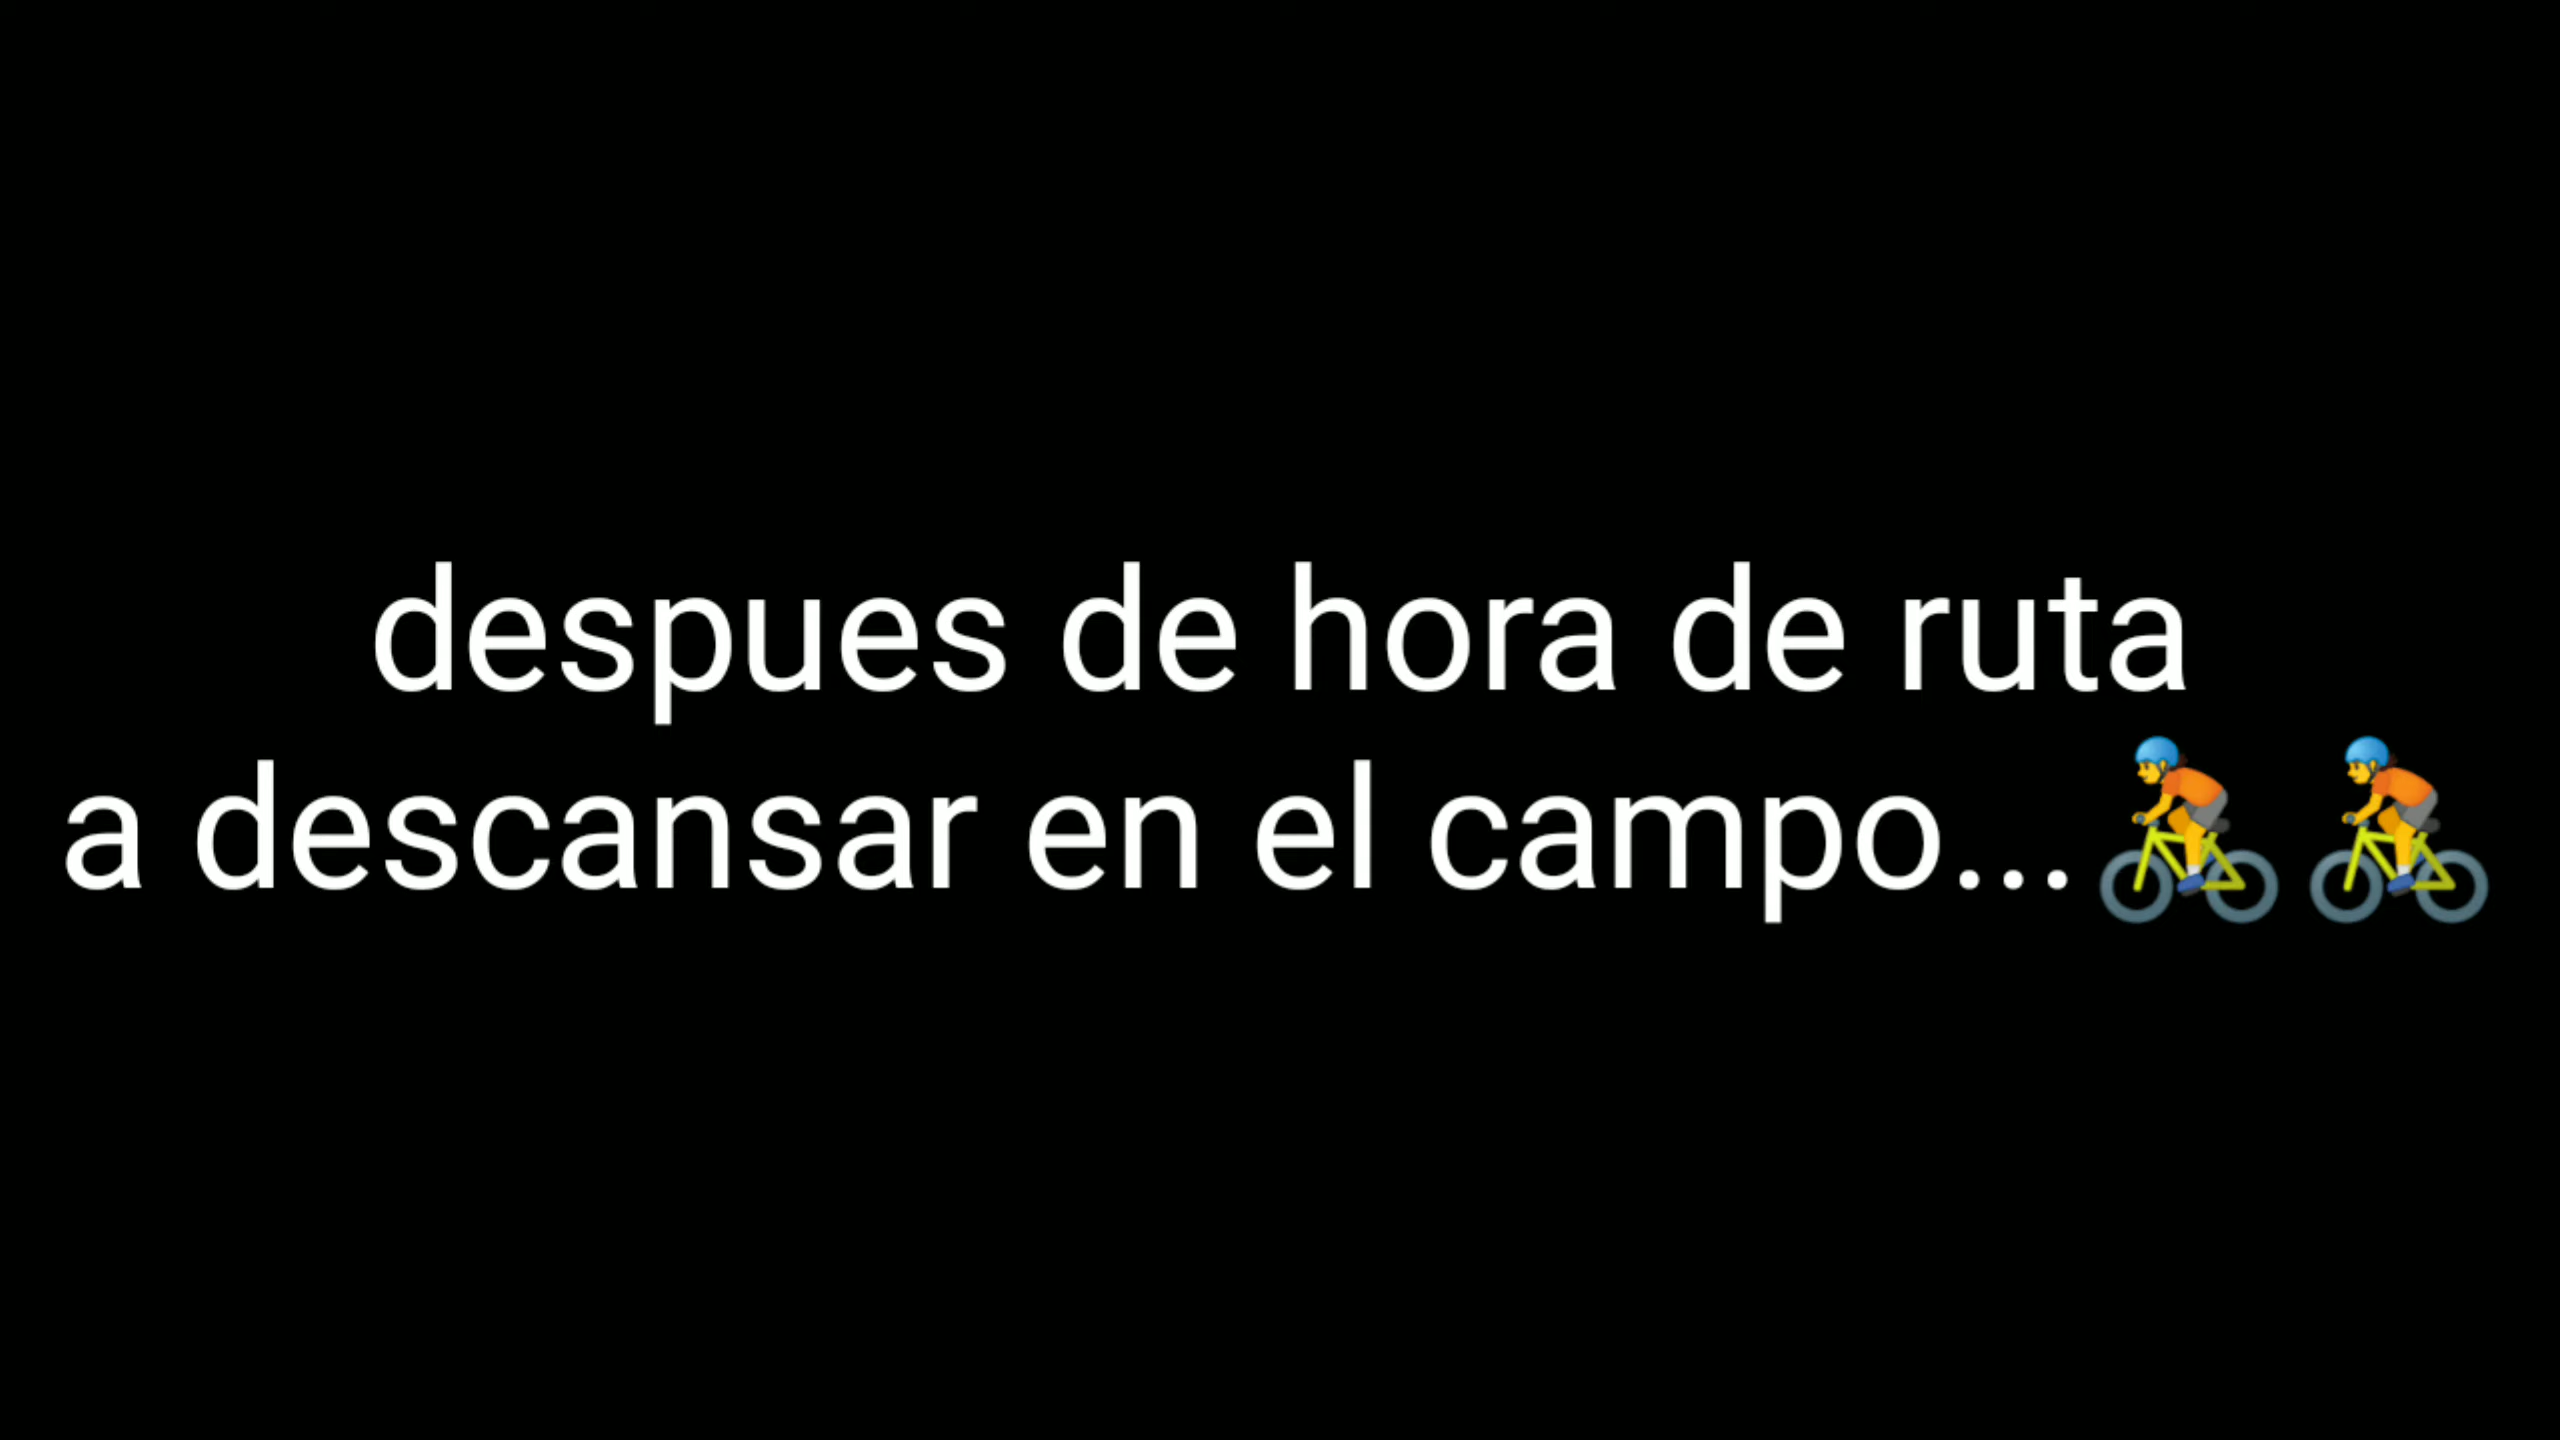 despues de hora de ruta
a descansar en el campo...🚴🚴